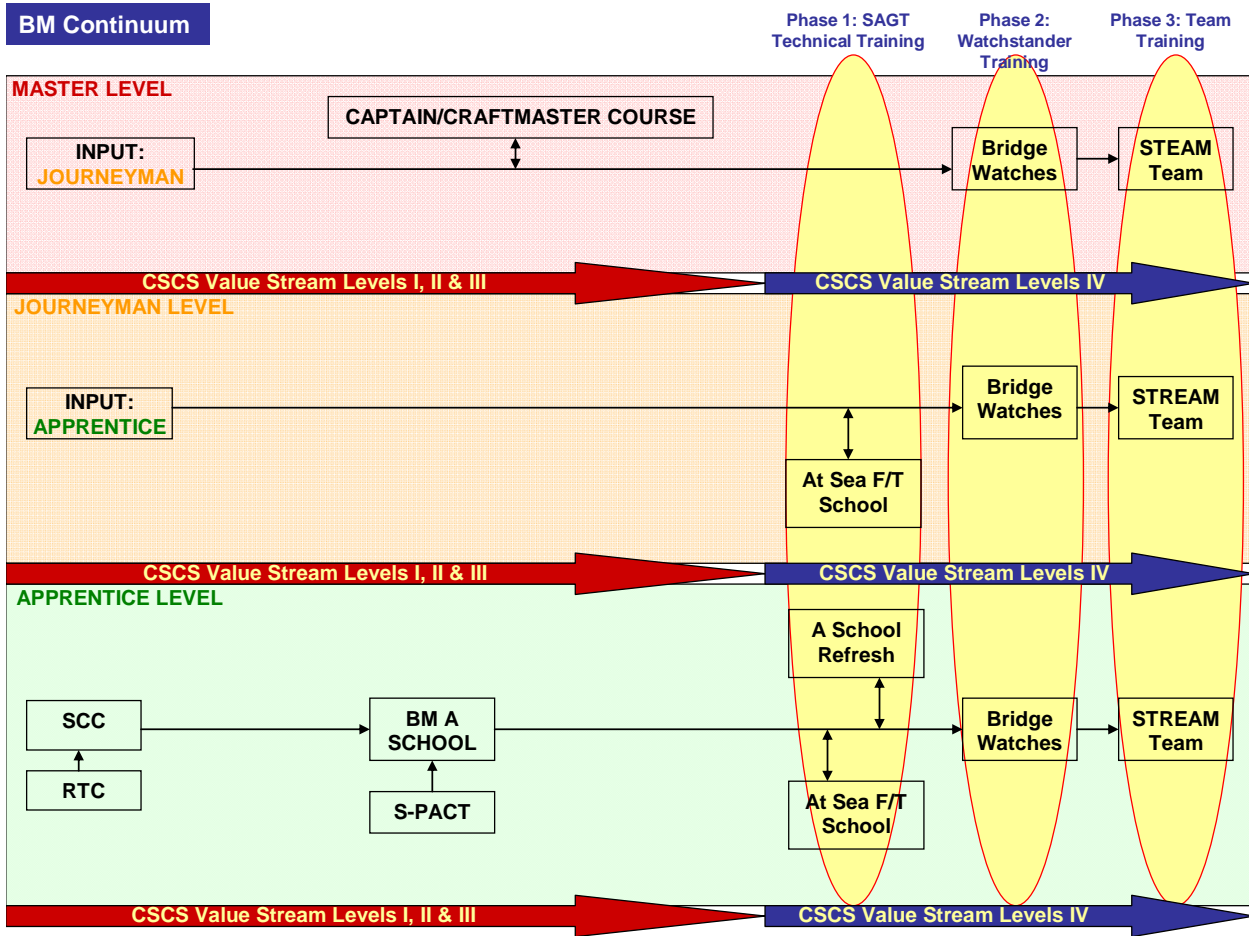 BM Continuum
Phase 1: SAGT
Technical Training
Phase 2:
Watchstander
Training
Phase 3: Team
Training
MASTER LEVEL
CAPTAIN/CRAFTMASTER COURSE
INPUT:
JOURNEYMAN
Bridge
Watches
STEAM
Team
CSCS Value Stream Levels I, II & III
CSCS Value Stream Levels IV
JOURNEYMAN LEVEL
INPUT:
APPRENTICE
Bridge
Watches
STREAM
Team
At Sea F/T
School
CSCS Value Stream Levels I, II & III
CSCS Value Stream Levels IV
APPRENTICE LEVEL
A School
Refresh
SCC
BM A
SCHOOL
Bridge
Watches
STREAM
Team
RTC
S-PACT
At Sea F/T
School
CSCS Value Stream Levels I, II & III
CSCS Value Stream Levels IV